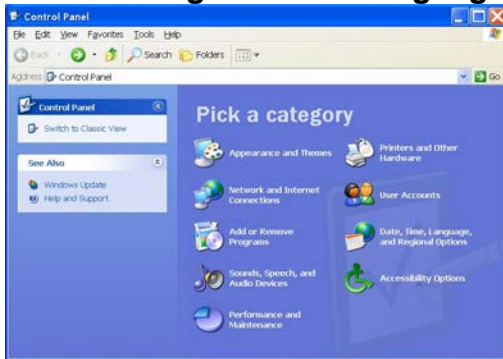 Control Panel
File Edit View Favorites Tools Help
Back Search Folders
Address Control Panel Go
Control Panel
Switch to Classic View
See Also
Windows Update
Help and Support
Pick a category
Appearance and Themes
Printers and Other
Hardware
Network and Internet
Connections
User Accounts
Add or Remove
Programs
Date, Time, Language,
and Regional Options
Sounds, Speech, and
Audio Devices
Accessibility Options
Performance and
Maintenance